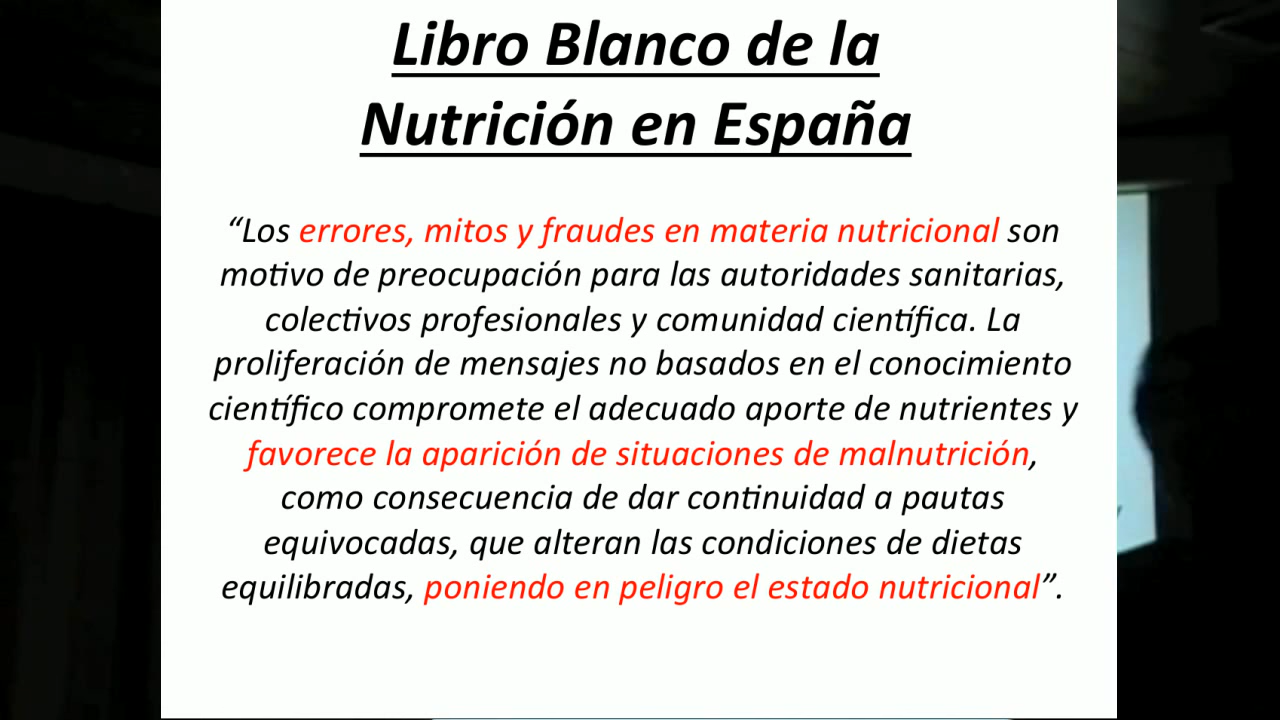 Libro Blanco de la
Nutrición en España
“Los errores, mitos y fraudes en materia nutricional son
motivo de preocupación para las autoridades sanitarias,
colectivos profesionales y comunidad científica. La
proliferación de mensajes no basados en el conocimiento
científico compromete el adecuado aporte de nutrientes y
favorece la aparición de situaciones de malnutrición,
como consecuencia de dar continuidad a pautas
equivocadas, que alteran las condiciones de dietas
equilibradas, poniendo en peligro el estado nutricional”.